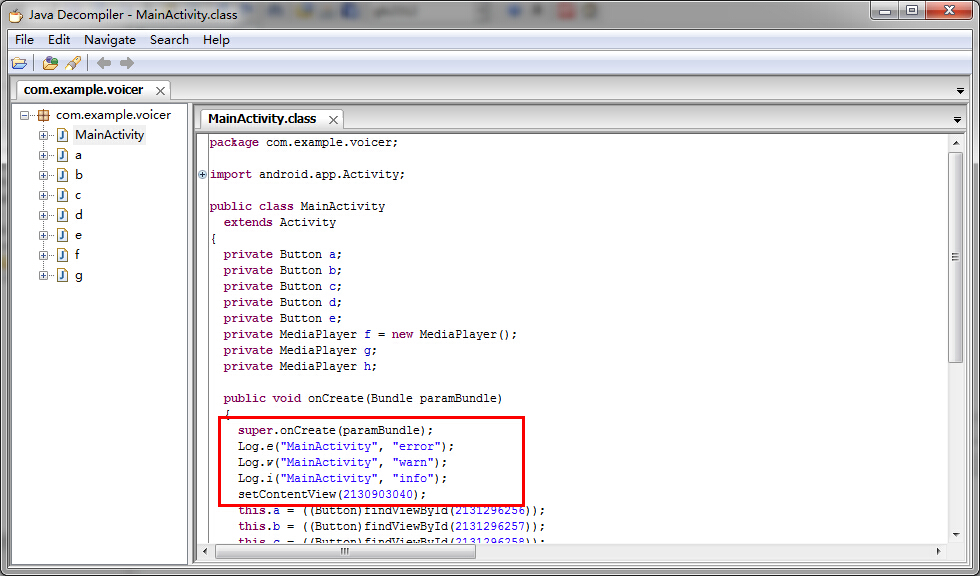 Java Decompiler - MainActivity.class
File Edit Navigate Search Help
com.example.voicer
com.example.voicer
MainActivity
a
b
c
d
e
f
g
MainActivity.class
package com.example.voicer;
import android.app.Activity;
public class MainActivity
extends Activity
{
private Button a;
private Button b;
private Button c;
private Button d;
private Button e;
private MediaPlayer f = new MediaPlayer();
private MediaPlayer g;
private MediaPlayer h;
public void onCreate(Bundle paramBundle)
{
super.onCreate(paramBundle);
Log.e("MainActivity", "error");
Log.w("MainActivity", "warn");
Log.i("MainActivity", "info");
setContentView(2130903040);
this.a = ((Button)findViewById(2131296256));
this.b = ((Button)findViewById(2131296257));
this.c = ((Button)findViewById(2131296258));